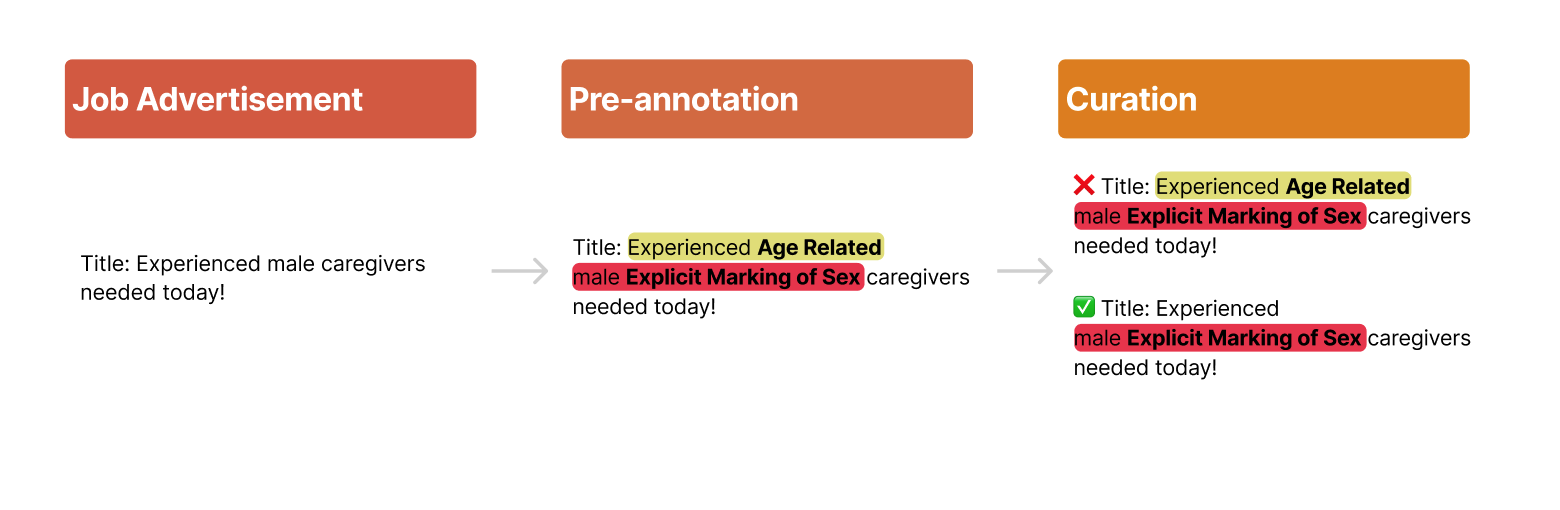 Job Advertisement
Title: Experienced male caregivers
needed today!
Pre-annotation
Title: Experienced Age Related
male Explicit Marking of Sex caregivers
needed today!
Curation
❌ Title: Experienced Age Related
male Explicit Marking of Sex caregivers
needed today!
✅ Title: Experienced
male Explicit Marking of Sex caregivers
needed today!